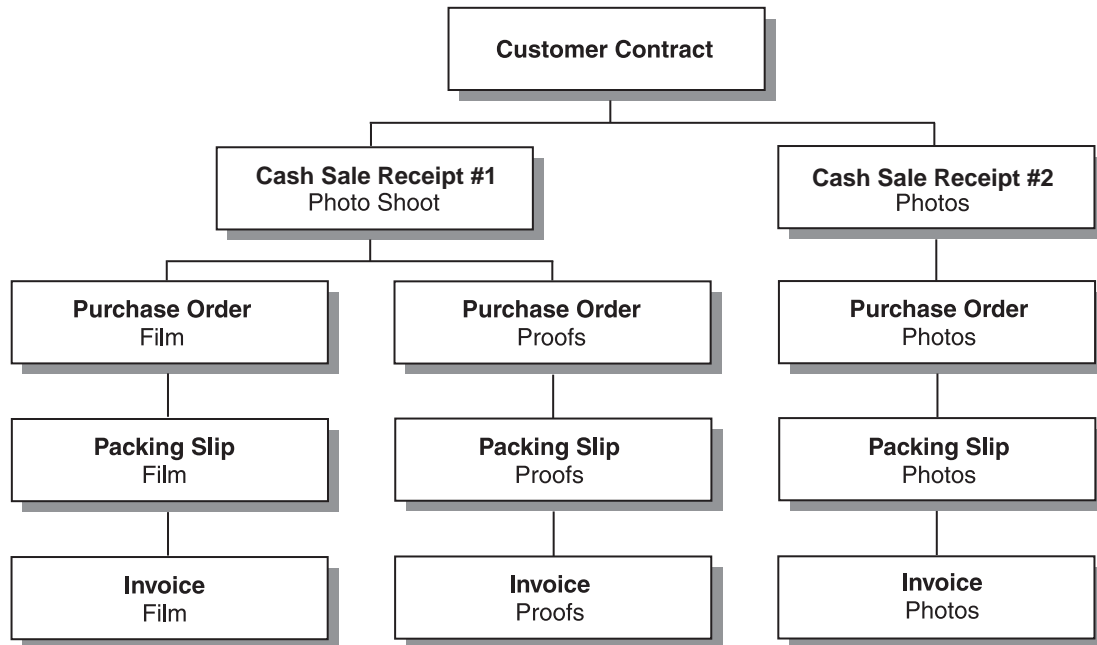 Customer Contract
Cash Sale Receipt #1
Photo Shoot
Cash Sale Receipt #2
Photos
Purchase Order
Film
Purchase Order
Proofs
Purchase Order
Photos
Packing Slip
Film
Packing Slip
Proofs
Packing Slip
Photos
Invoice
Film
Invoice
Proofs
Invoice
Photos